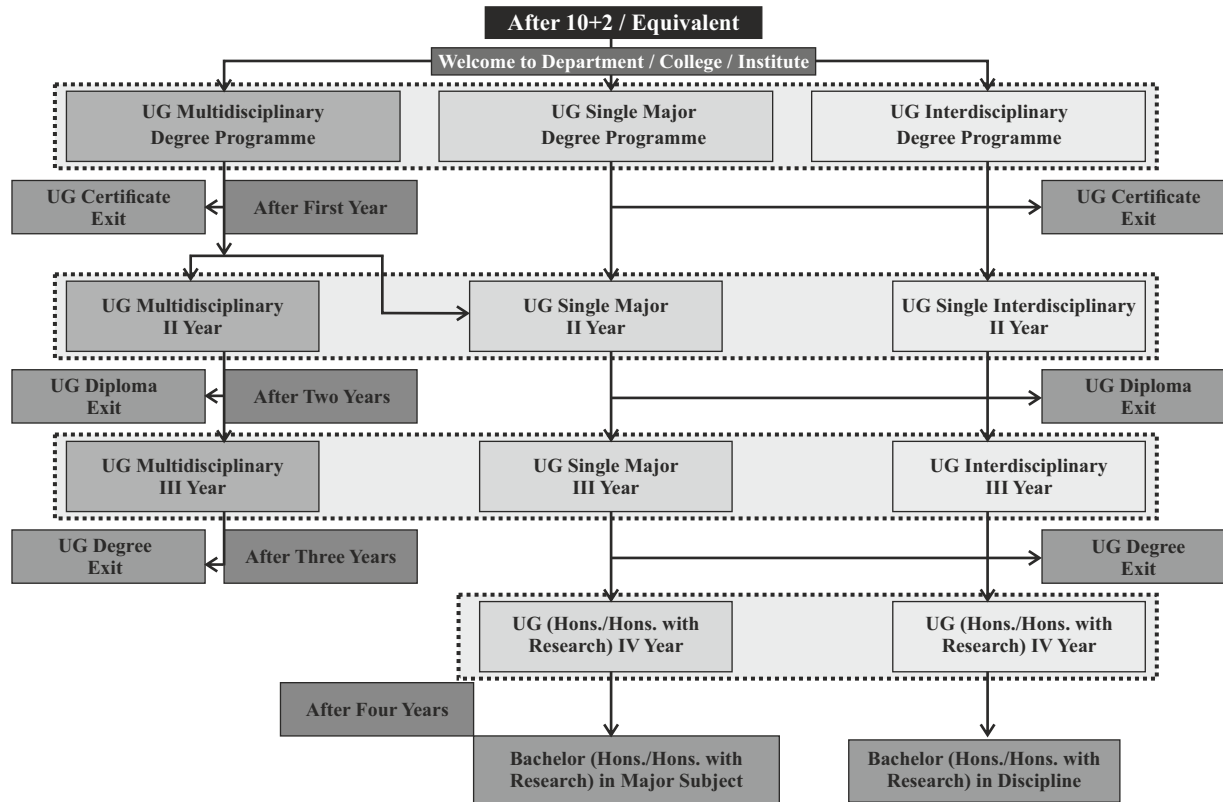 After 10+2 / Equivalent
Welcome to Department / College / Institute
UG Multidisciplinary
Degree Programme
UG Single Major
Degree Programme
UG Interdisciplinary
Degree Programme
UG Certificate
Exit
After First Year
UG Certificate
Exit
UG Multidisciplinary
II Year
UG Single Major
II Year
UG Single Interdisciplinary
II Year
UG Diploma
Exit
After Two Years
UG Diploma
Exit
UG Multidisciplinary
III Year
UG Single Major
III Year
UG Interdisciplinary
III Year
UG Degree
Exit
After Three Years
UG Degree
Exit
UG (Hons./Hons. with
Research) IV Year
UG (Hons./Hons. with
Research) IV Year
After Four Years
Bachelor (Hons./Hons. with
Research) in Major Subject
Bachelor (Hons./Hons. with
Research) in Discipline